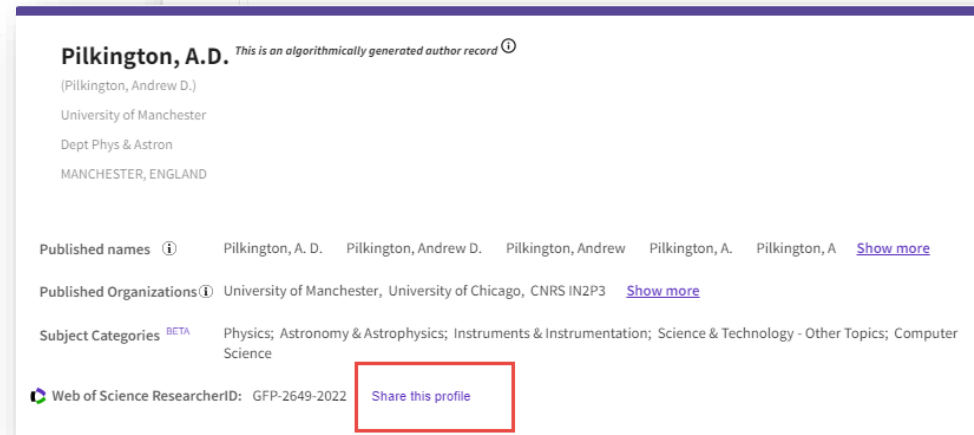 Pilkington, A.D. This is an algorithmically generated author record
(Pilkington, Andrew D.)
University of Manchester
Dept Phys & Astron
MANCHESTER, ENGLAND
Published names Pilkington, A. D. Pilkington, Andrew D. Pilkington, Andrew Pilkington, A. Pilkington, A Show more
Published Organizations University of Manchester, University of Chicago, CNRS IN2P3 Show more
Subject Categories BETA Physics; Astronomy & Astrophysics; Instruments & Instrumentation; Science & Technology - Other Topics; Computer
Science
Web of Science ResearcherID: GFP-2649-2022 Share this profile